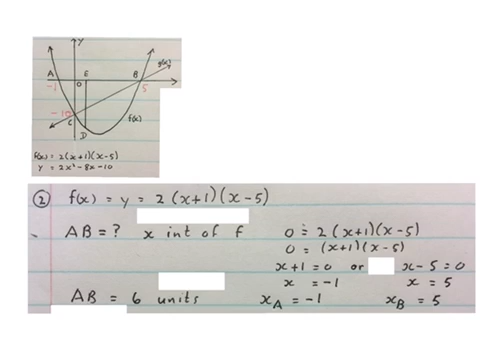 y
A
E
B
g(x)
-1
0
5
-10
C
f(x)
D
f(x) = 2(x+1)(x-5)
y = 2x² - 8x - 10
② f(x) = y = 2(x+1)(x-5)
AB = ? x int of f 0 = 2(x+1)(x-5)
0 = (x+1)(x-5)
x+1 = 0 or x-5 = 0
x = -1 x = 5
AB = 6 units x_A = -1 x_B = 5